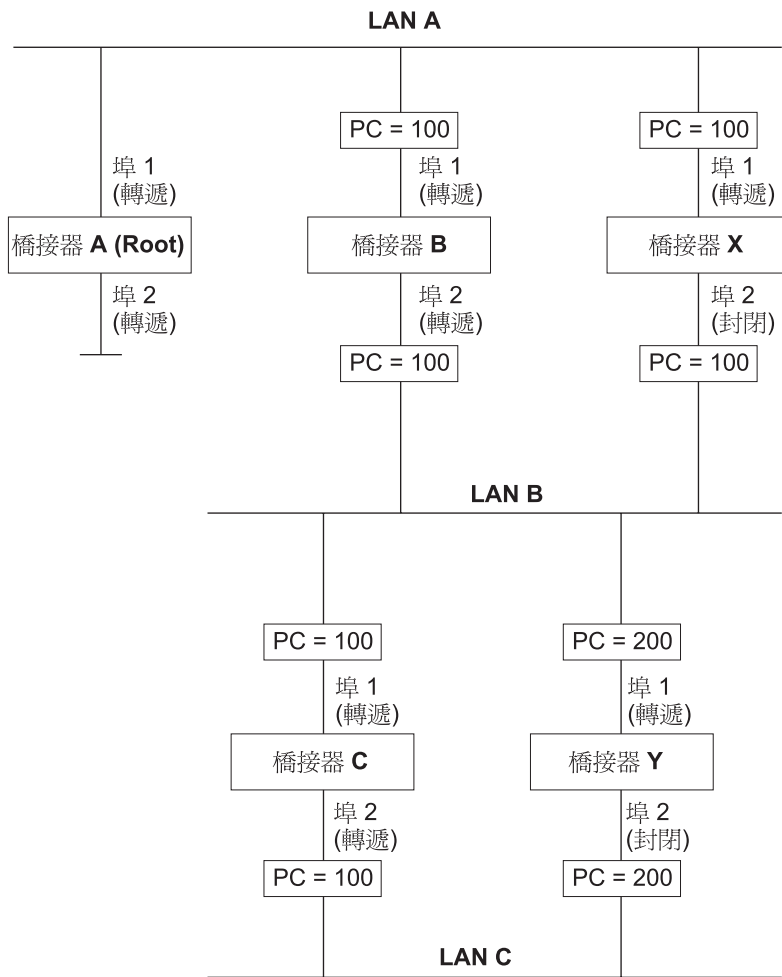 LAN A
PC = 100
PC = 100
埠 1
(轉遞)
埠 1
(轉遞)
埠 1
(轉遞)
橋接器 A (Root)
橋接器 B
橋接器 X
埠 2
(轉遞)
埠 2
(轉遞)
埠 2
(封閉)
PC = 100
PC = 100
LAN B
PC = 100
PC = 200
埠 1
(轉遞)
埠 1
(轉遞)
橋接器 C
橋接器 Y
埠 2
(轉遞)
埠 2
(封閉)
PC = 100
PC = 200
LAN C